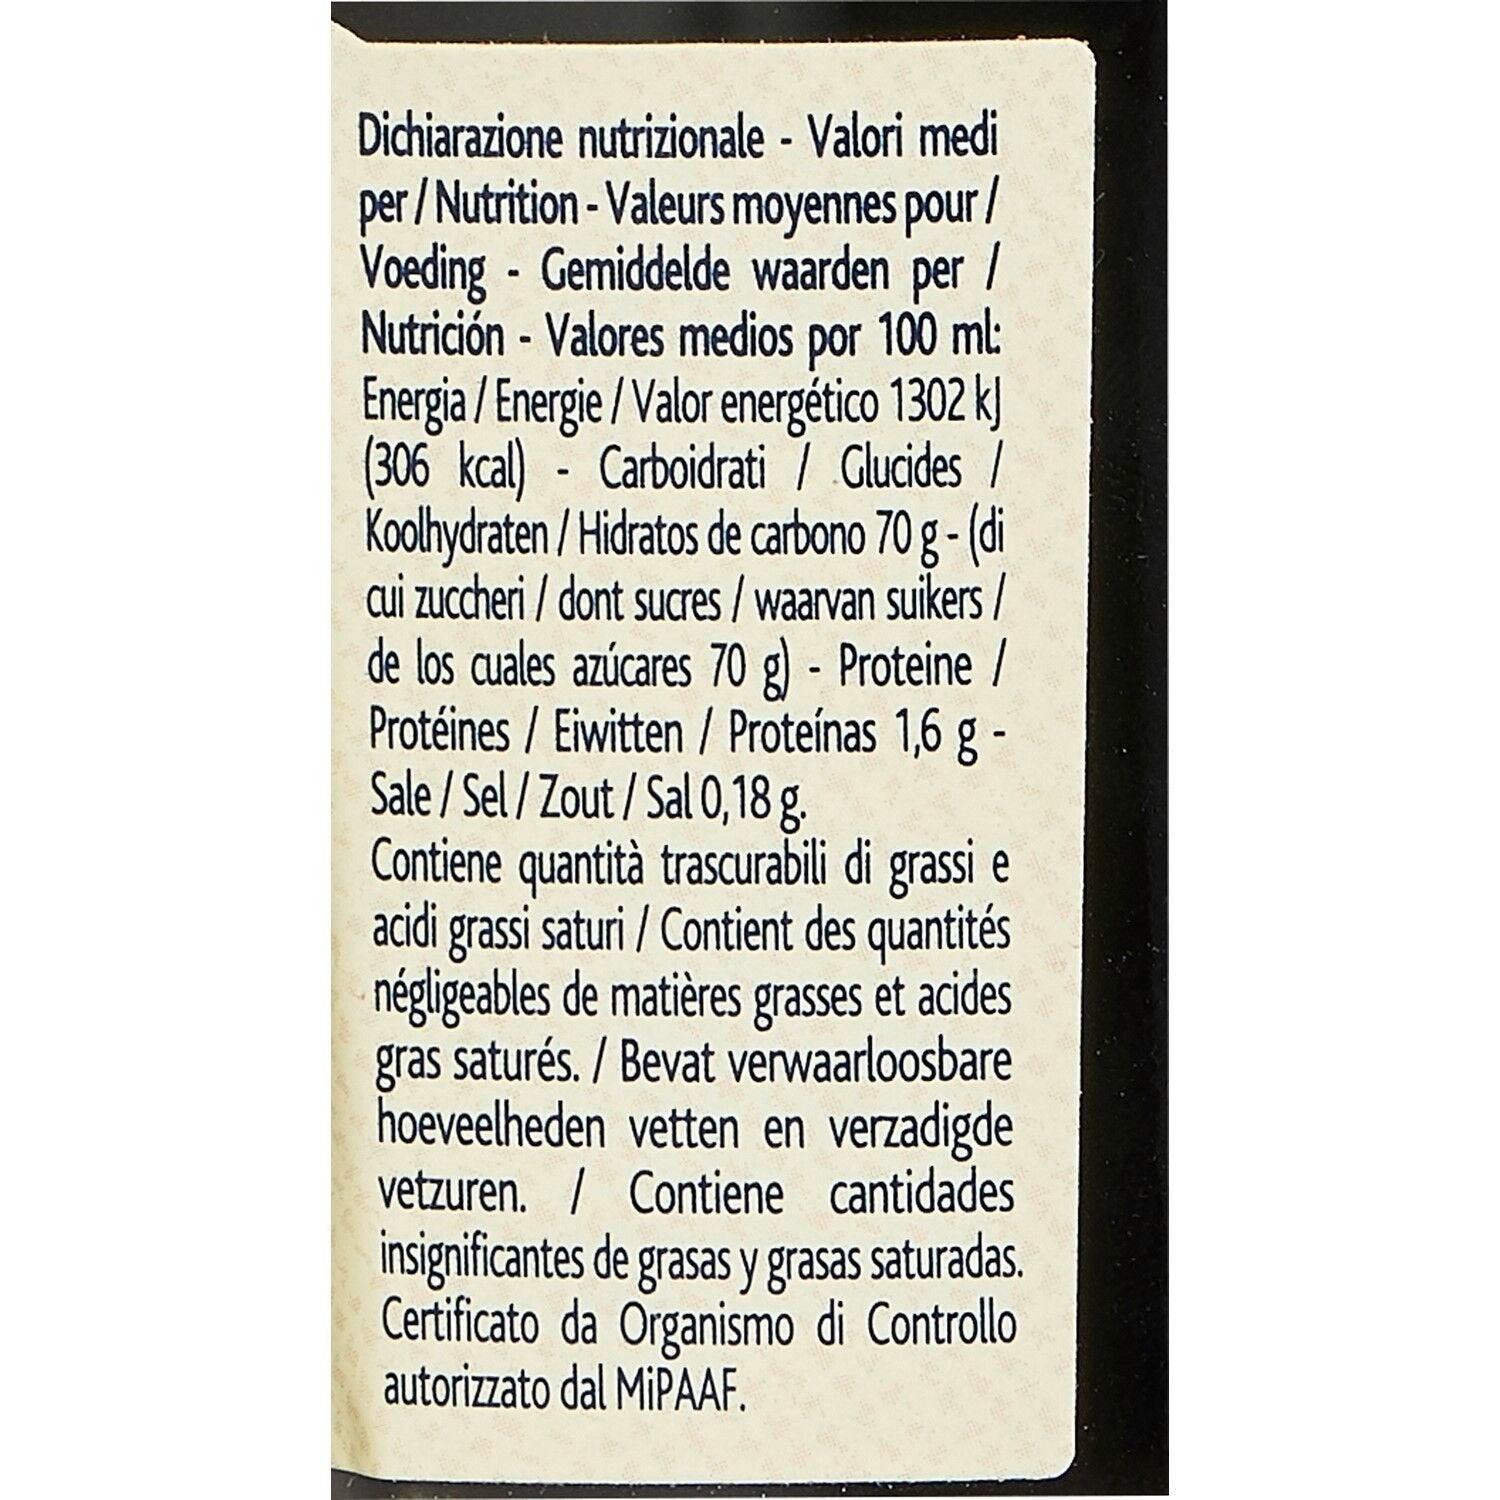 Dichiarazione nutrizionale - Valori medi
per / Nutrition - Valeurs moyennes pour /
Voeding - Gemiddelde waarden per /
Nutrición - Valores medios por 100 ml:
Energia / Energie / Valor energético 1302 kJ
(306 kcal) - Carboidrati / Glucides /
Koolhydraten / Hidratos de carbono 70 g - (di
cui zuccheri / dont sucres / waarvan suikers /
de los cuales azúcares 70 g) - Proteine /
Protéines / Eiwitten / Proteínas 1,6 g -
Sale / Sel / Zout / Sal 0,18 g.
Contiene quantità trascurabili di grassi e
acidi grassi saturi / Contient des quantités
négligeables de matières grasses et acides
gras saturés. / Bevat verwaarloosbare
hoeveelheden vetten en verzadigde
vetzuren. / Contiene cantidades
insignificantes de grasas y grasas saturadas.
Certificato da Organismo di Controllo
autorizzato dal MiPAAF.